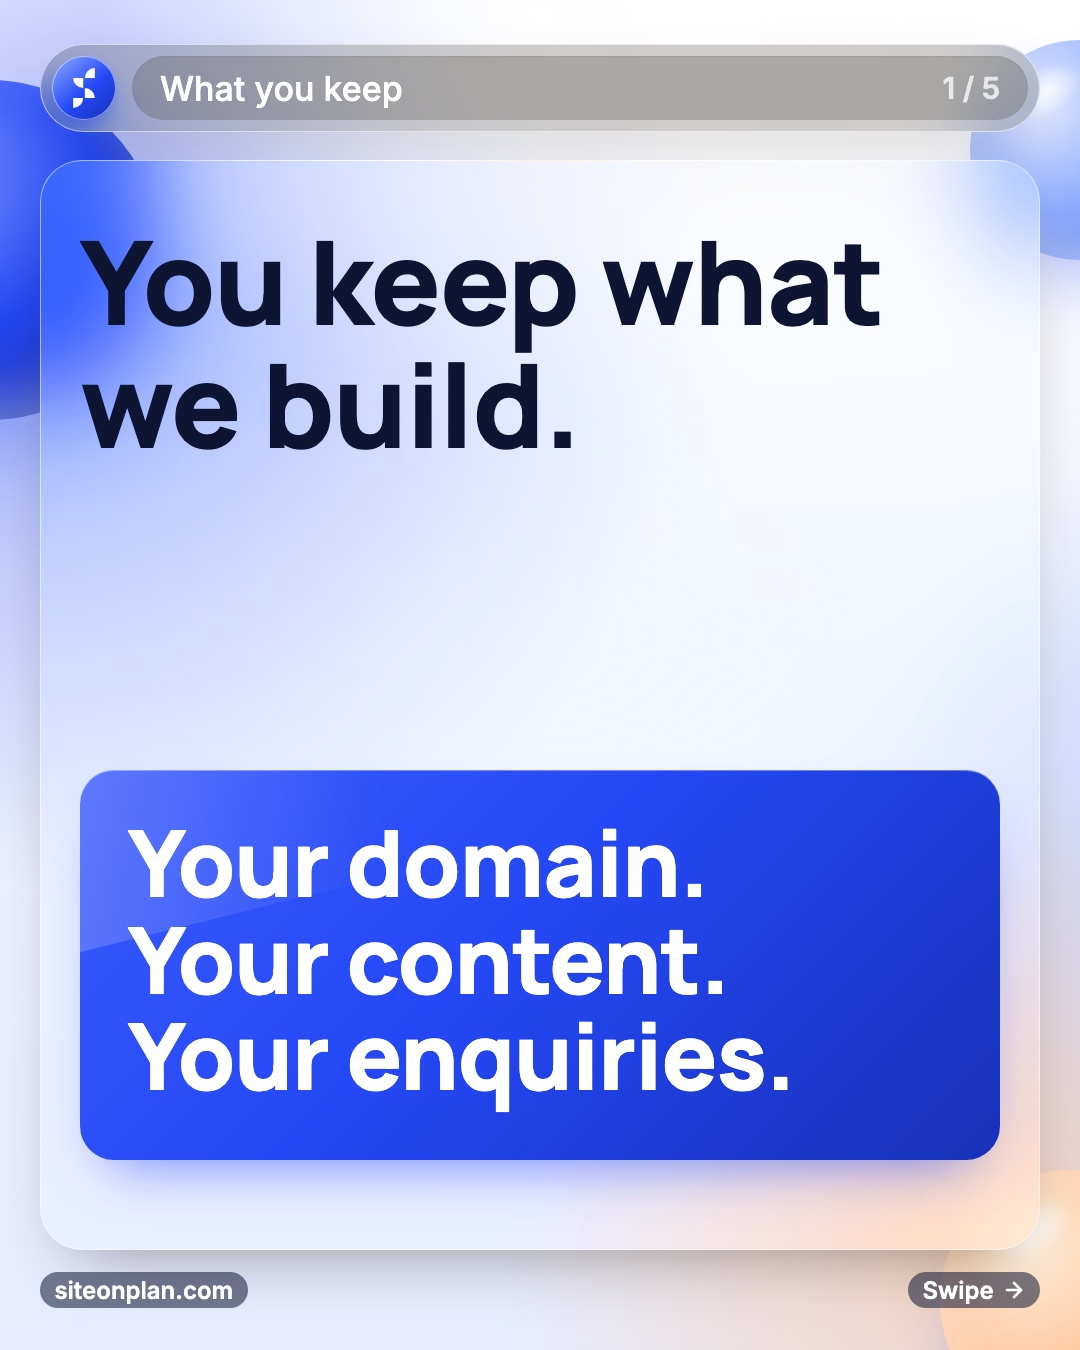 What you keep
1 / 5
You keep what
we build.
Your domain.
Your content.
Your enquiries.
siteonplan.com
Swipe →